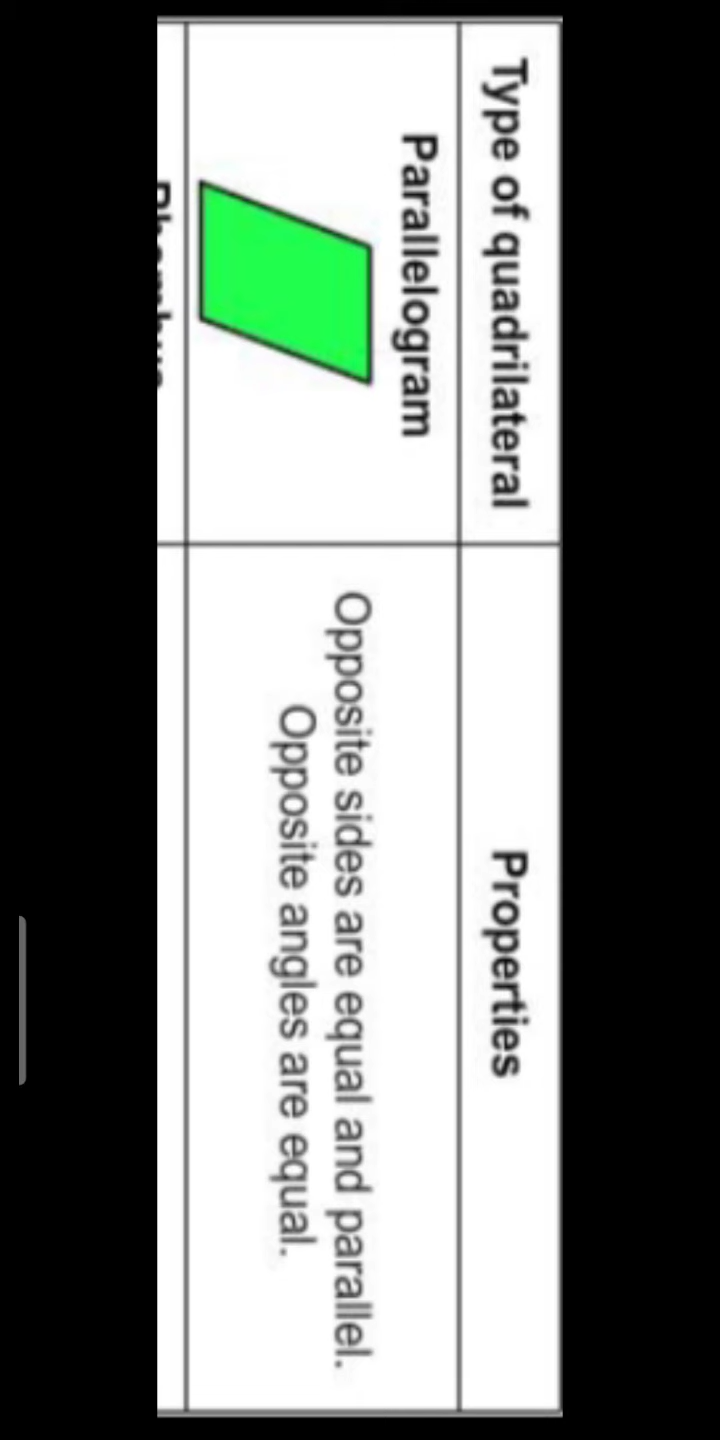 Type of quadrilateral
Properties
Parallelogram
Opposite sides are equal and parallel.
Opposite angles are equal.